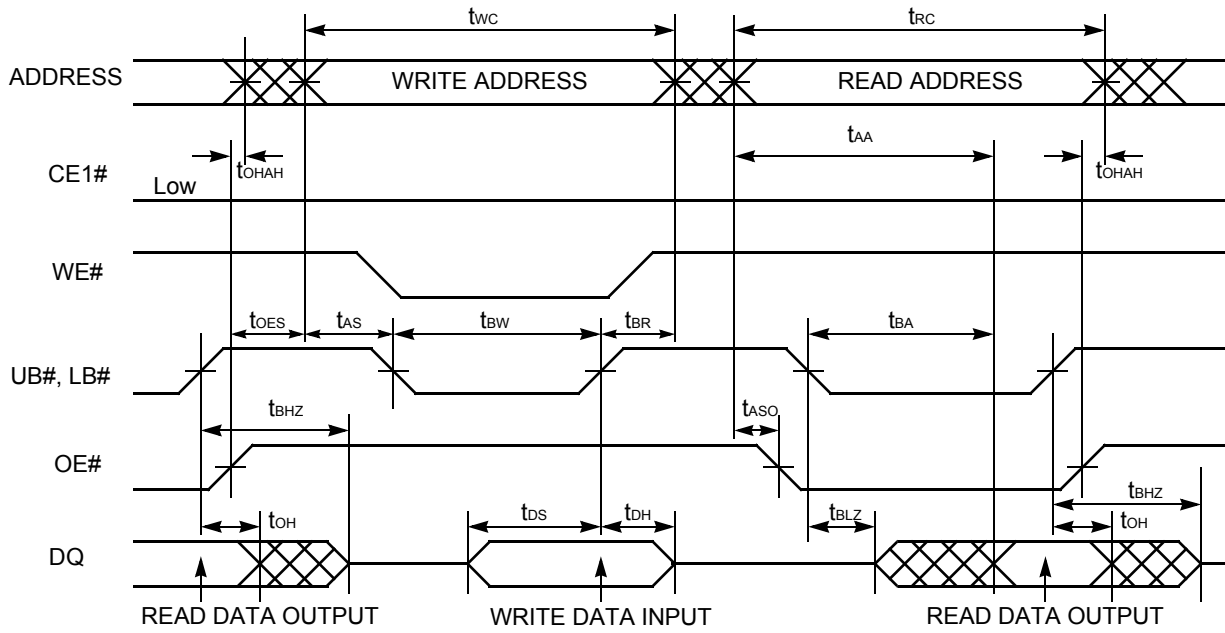 tWC tRC
ADDRESS WRITE ADDRESS READ ADDRESS
tOHAH tAA tOHAH
CE1# Low
WE#
tOES tAS tBW tBR tBA
UB#, LB#
tBHZ tASO
OE#
tOH tDS tDH tBLZ tBHZ tOH
DQ
READ DATA OUTPUT WRITE DATA INPUT READ DATA OUTPUT